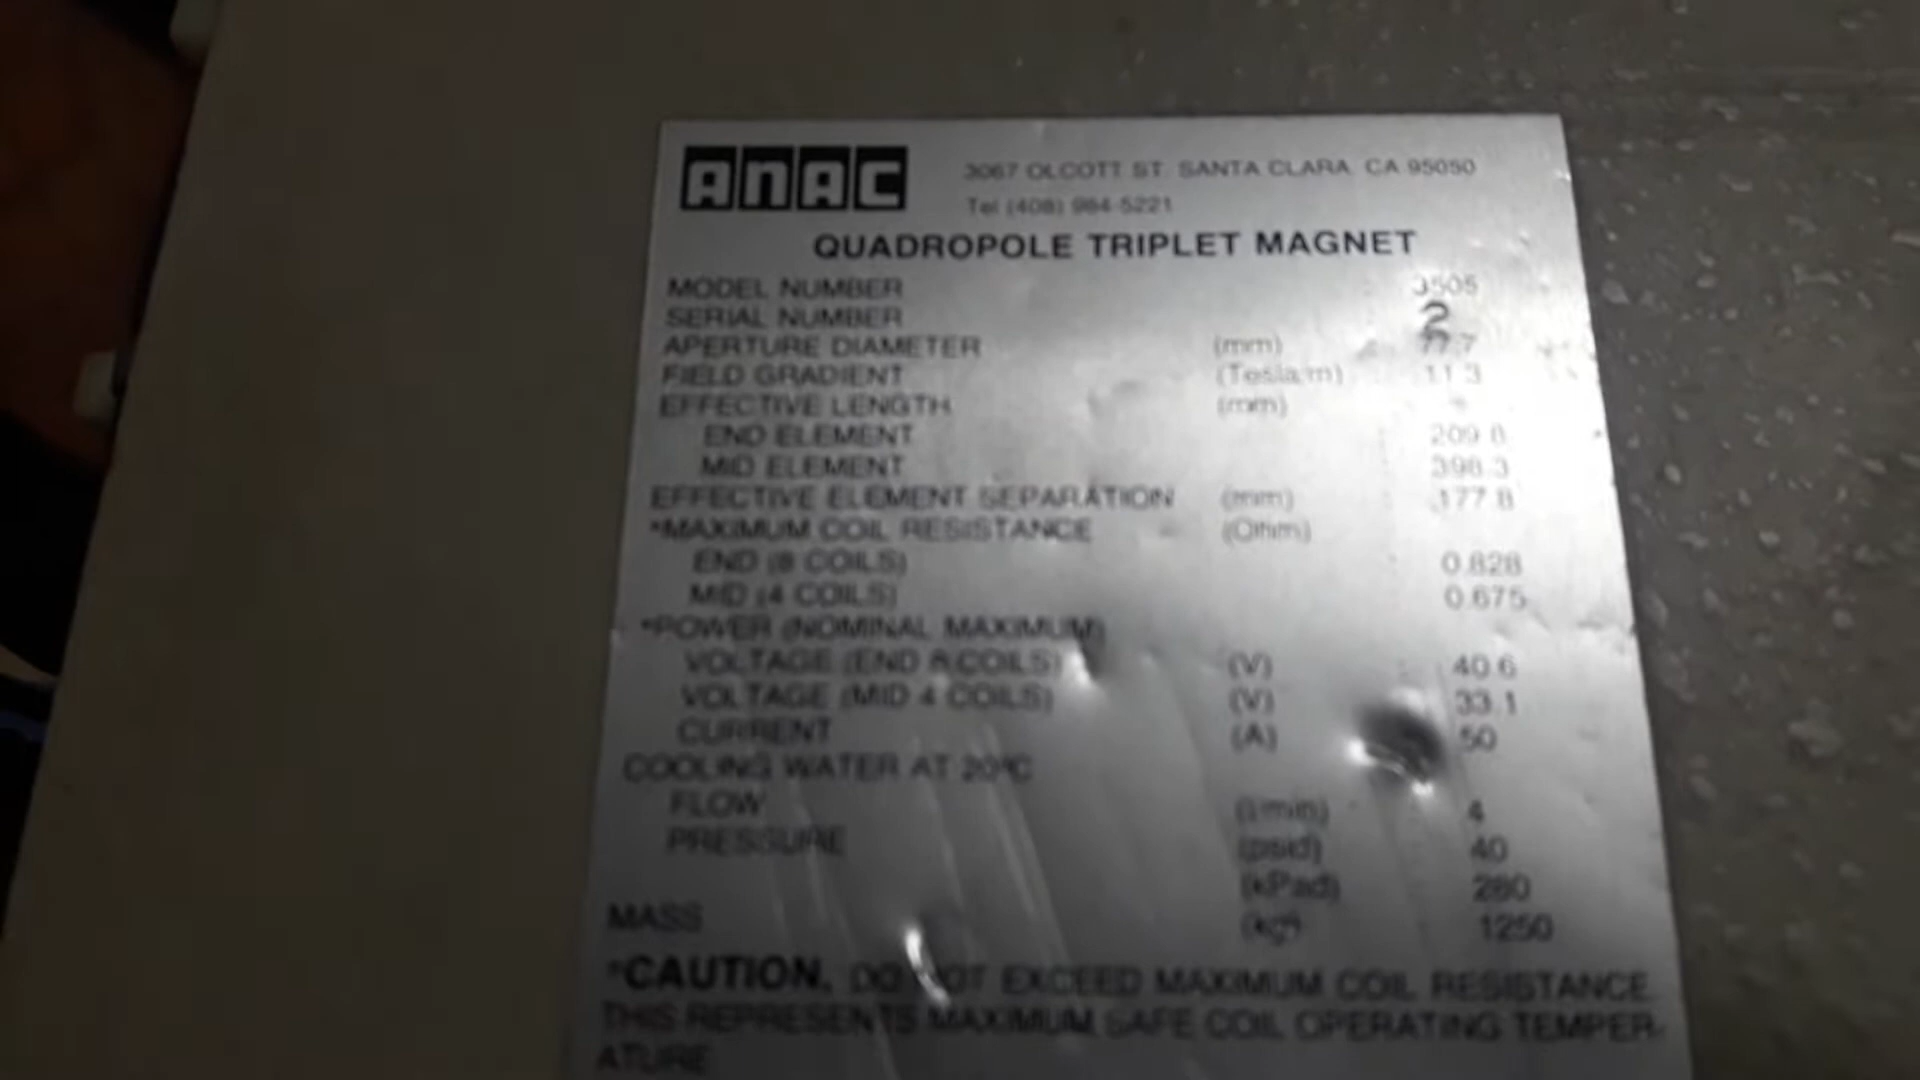 ANAC
3067 OLCOTT ST. SANTA CLARA. CA 95050
Tel (408) 984-5221
QUADROPOLE TRIPLET MAGNET
MODEL NUMBER 3505
SERIAL NUMBER 2
APERTURE DIAMETER (mm) 77.7
FIELD GRADIENT (Tesla/m) 11.3
EFFECTIVE LENGTH (mm)
END ELEMENT 209.8
MID ELEMENT 398.3
EFFECTIVE ELEMENT SEPARATION (mm) 177.8
*MAXIMUM COIL RESISTANCE (Ohm)
END (8 COILS) 0.828
MID (4 COILS) 0.675
*POWER (NOMINAL MAXIMUM)
VOLTAGE (END 8 COILS) (V) 40.6
VOLTAGE (MID 4 COILS) (V) 33.1
CURRENT (A) 50
COOLING WATER AT 20°C
FLOW (l/min) 4
PRESSURE (psid) 40
(kPad) 280
MASS (kg) 1250
*CAUTION. DO NOT EXCEED MAXIMUM COIL RESISTANCE
THIS REPRESENTS MAXIMUM SAFE COIL OPERATING TEMPER-
ATURE